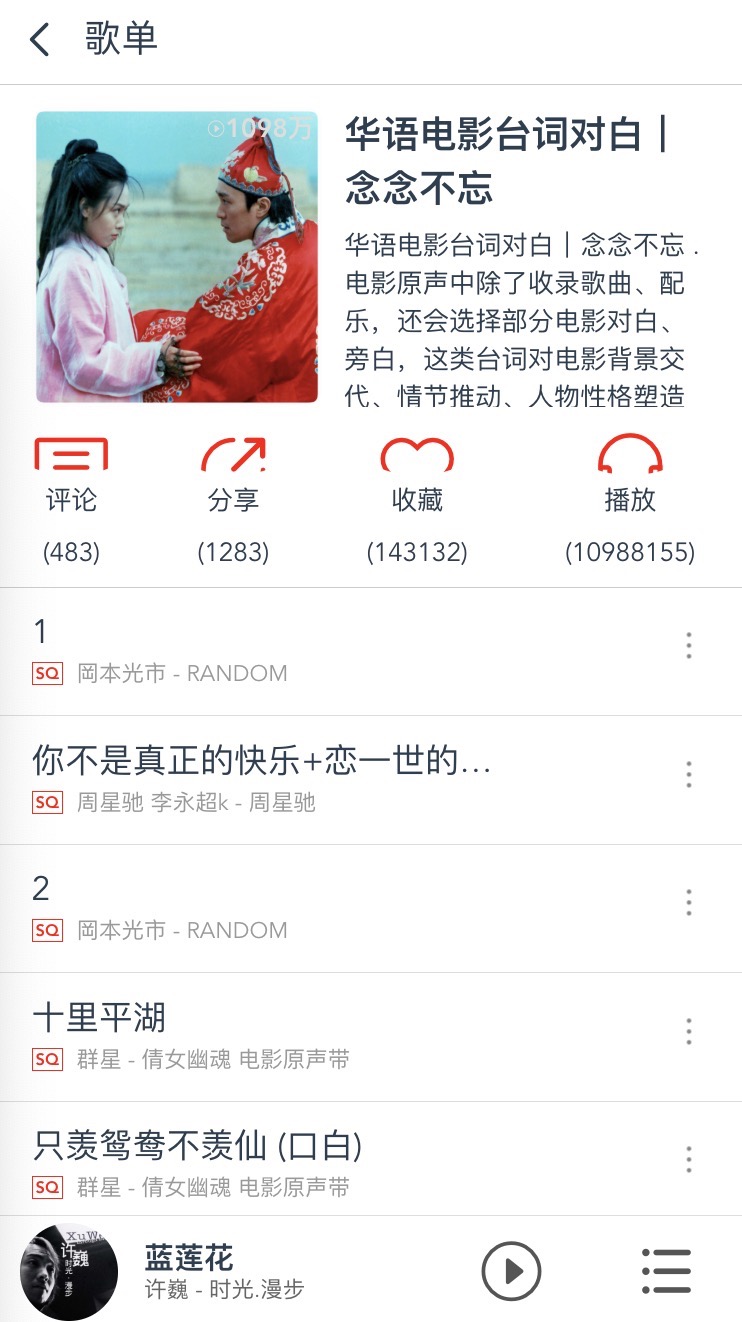 歌单
1098万
华语电影台词对白｜
念念不忘
华语电影台词对白｜念念不忘 .
电影原声中除了收录歌曲、配
乐，还会选择部分电影对白、
旁白，这类台词对电影背景交
代、情节推动、人物性格塑造
评论
分享
收藏
播放
(483)
(1283)
(143132)
(10988155)
1
SQ 岡本光市 - RANDOM
你不是真正的快乐+恋一世的...
SQ 周星驰 李永超k - 周星驰
2
SQ 岡本光市 - RANDOM
十里平湖
SQ 群星 - 倩女幽魂 电影原声带
只羡鸳鸯不羡仙 (口白)
SQ 群星 - 倩女幽魂 电影原声带
许巍
时光·漫步
蓝莲花
许巍 - 时光.漫步